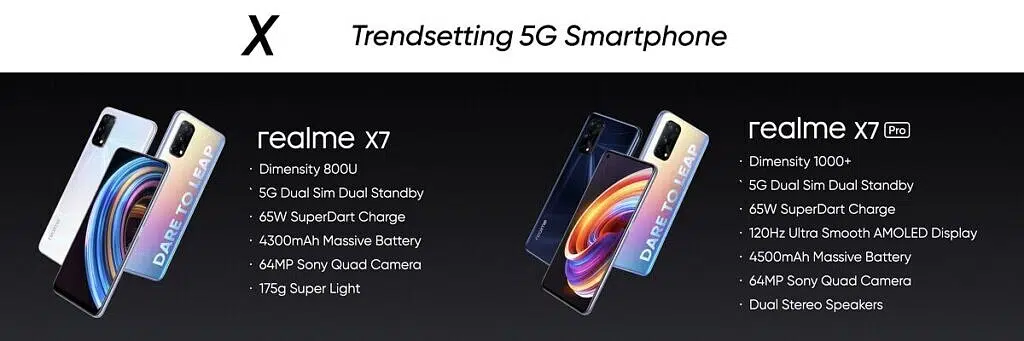 X Trendsetting 5G Smartphone
realme X7
· Dimensity 800U
` 5G Dual Sim Dual Standby
· 65W SuperDart Charge
· 4300mAh Massive Battery
· 64MP Sony Quad Camera
· 175g Super Light
realme
DARE TO LEAP
realme X7 Pro
· Dimensity 1000+
` 5G Dual Sim Dual Standby
· 65W SuperDart Charge
· 120Hz Ultra Smooth AMOLED Display
· 4500mAh Massive Battery
· 64MP Sony Quad Camera
· Dual Stereo Speakers
realme
DARE TO LEAP